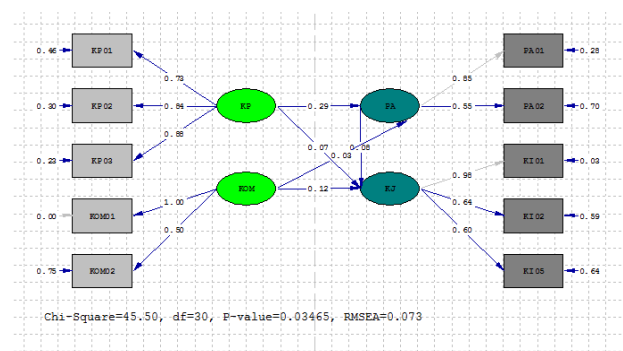 0.46 KP01 PA01 0.28
0.73 0.85
0.30 KP02 0.84 KP 0.29 PA 0.55 PA02 0.70
0.88 0.07 0.08
0.23 KP03 0.03 KI01 0.03
0.98
KOM 0.12 KJ 0.64
0.00 KOM01 1.00 KI02 0.59
0.50 0.60
0.75 KOM02 KI05 0.64
Chi-Square=45.50, df=30, P-value=0.03465, RMSEA=0.073